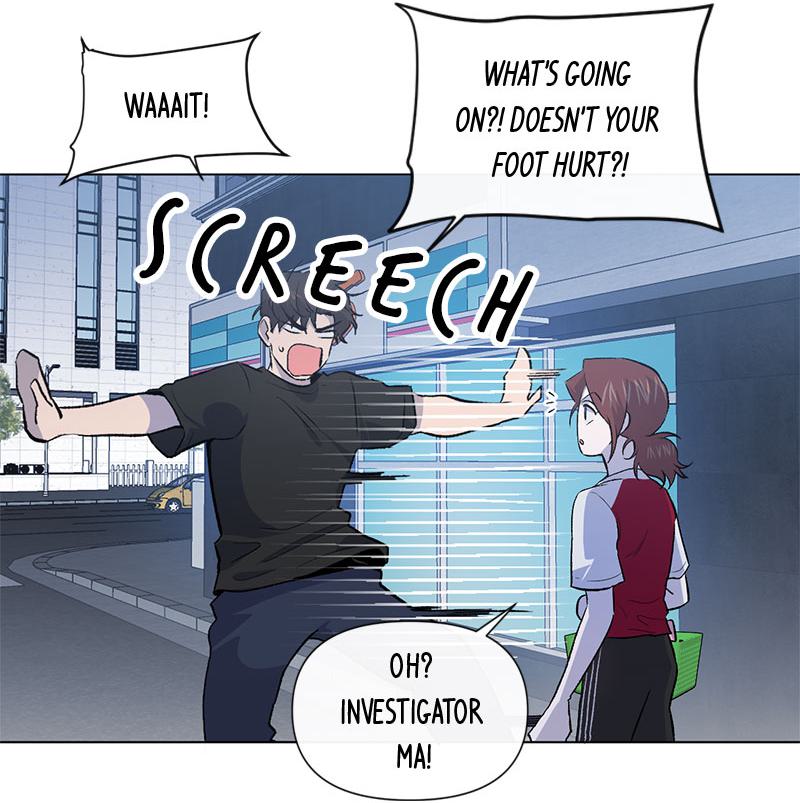 WAAAIT!
WHAT'S GOING
ON?! DOESN'T YOUR
FOOT HURT?!
SCREECH
OH?
INVESTIGATOR
MA!